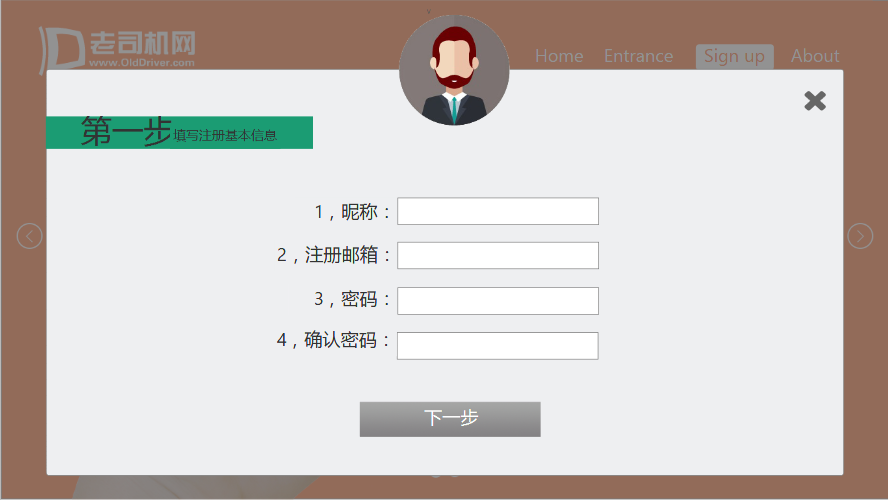 老司机网
www.OldDriver.com
Home Entrance Sign up About
第一步 填写注册基本信息
1，昵称：
2，注册邮箱：
3，密码：
4，确认密码：
下一步